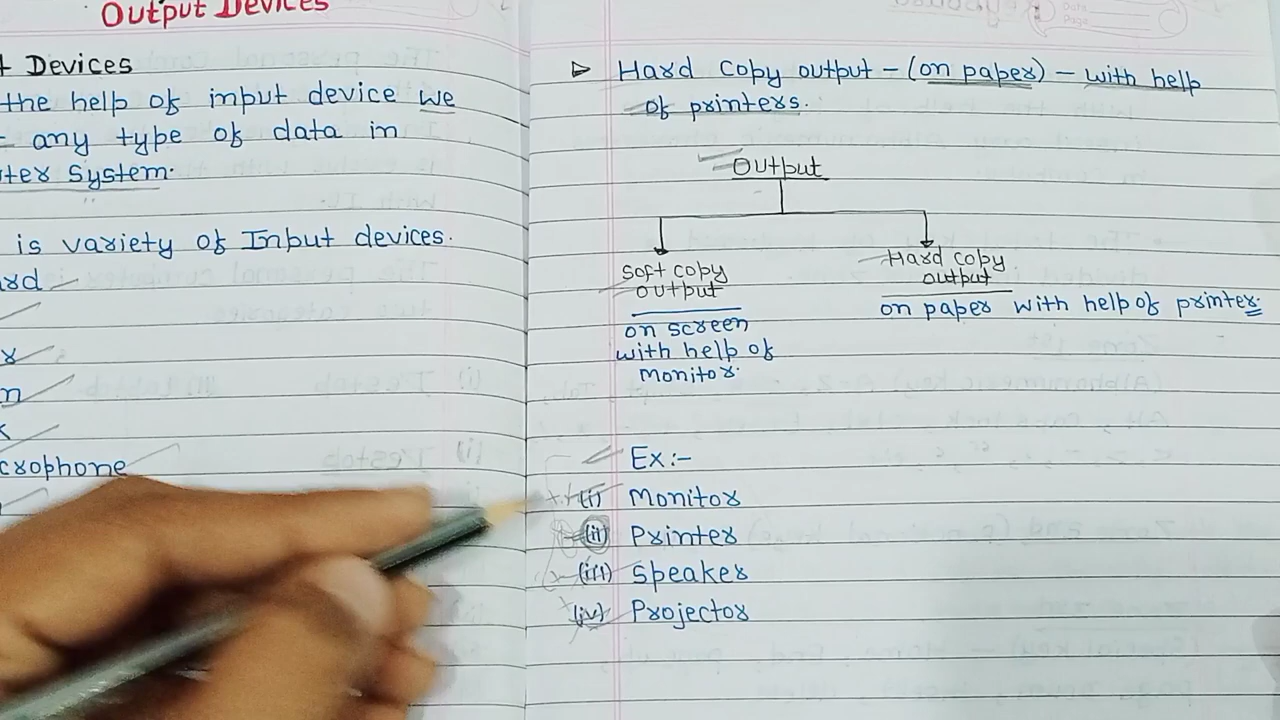 Output Devices
t Devices
the help of input device we
any type of data in
ter System.
is variety of Input devices.
rd
crophone
Hard Copy output - (on paper) - with help
of printers.
Output
Soft copy
output
on screen
with help of
monitor.
Hard copy
output
on paper with help of printer.
Ex:-
(i) Monitor
(ii) Printer
(iii) Speaker
(iv) Projector
Date
Page